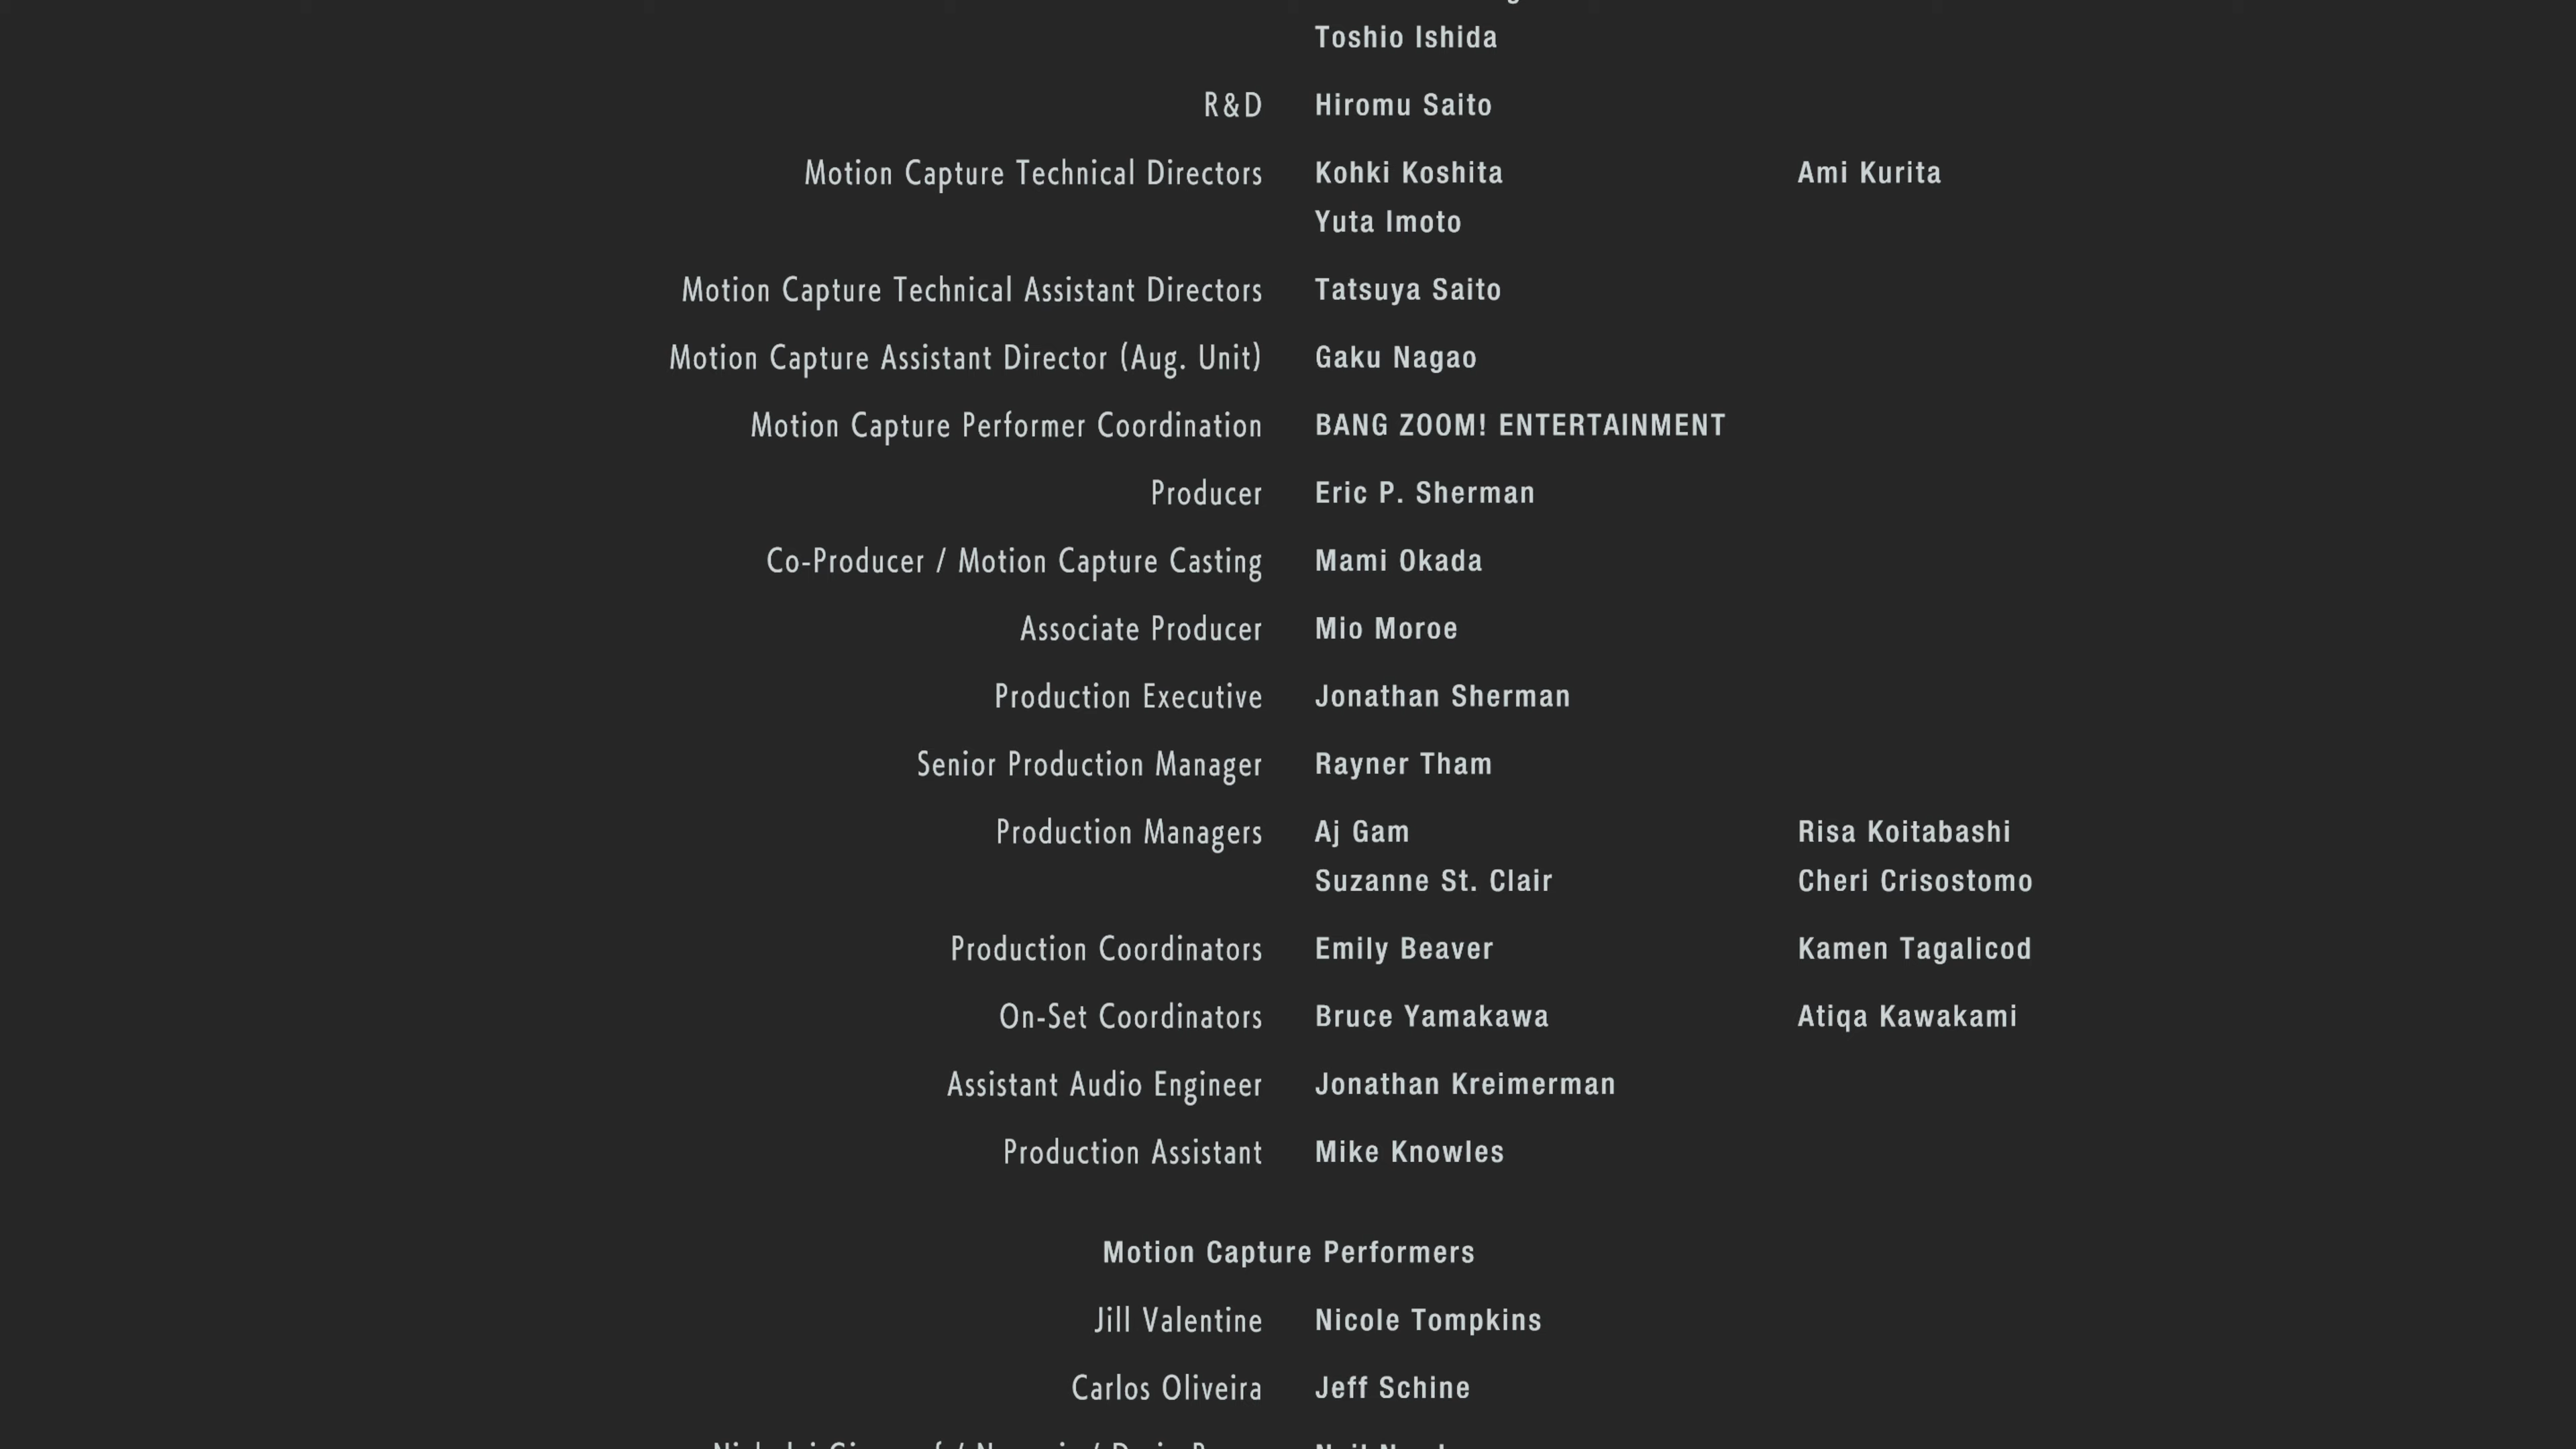 Toshio Ishida
R&D Hiromu Saito
Motion Capture Technical Directors Kohki Koshita Ami Kurita
Yuta Imoto
Motion Capture Technical Assistant Directors Tatsuya Saito
Motion Capture Assistant Director (Aug. Unit) Gaku Nagao
Motion Capture Performer Coordination BANG ZOOM! ENTERTAINMENT
Producer Eric P. Sherman
Co-Producer / Motion Capture Casting Mami Okada
Associate Producer Mio Moroe
Production Executive Jonathan Sherman
Senior Production Manager Rayner Tham
Production Managers Aj Gam Risa Koitabashi
Suzanne St. Clair Cheri Crisostomo
Production Coordinators Emily Beaver Kamen Tagalicod
On-Set Coordinators Bruce Yamakawa Atiqa Kawakami
Assistant Audio Engineer Jonathan Kreimerman
Production Assistant Mike Knowles
Motion Capture Performers
Jill Valentine Nicole Tompkins
Carlos Oliveira Jeff Schine